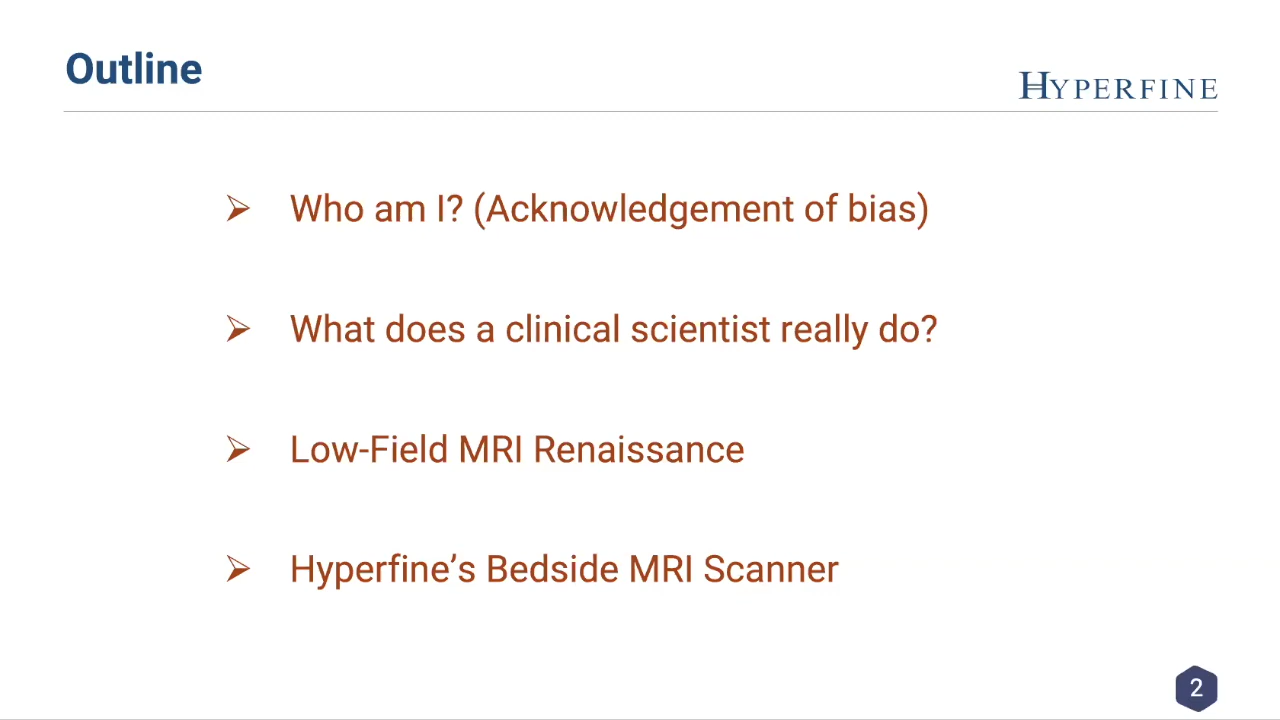 Outline
HYPERFINE
Who am I? (Acknowledgement of bias)
What does a clinical scientist really do?
Low-Field MRI Renaissance
Hyperfine’s Bedside MRI Scanner
2